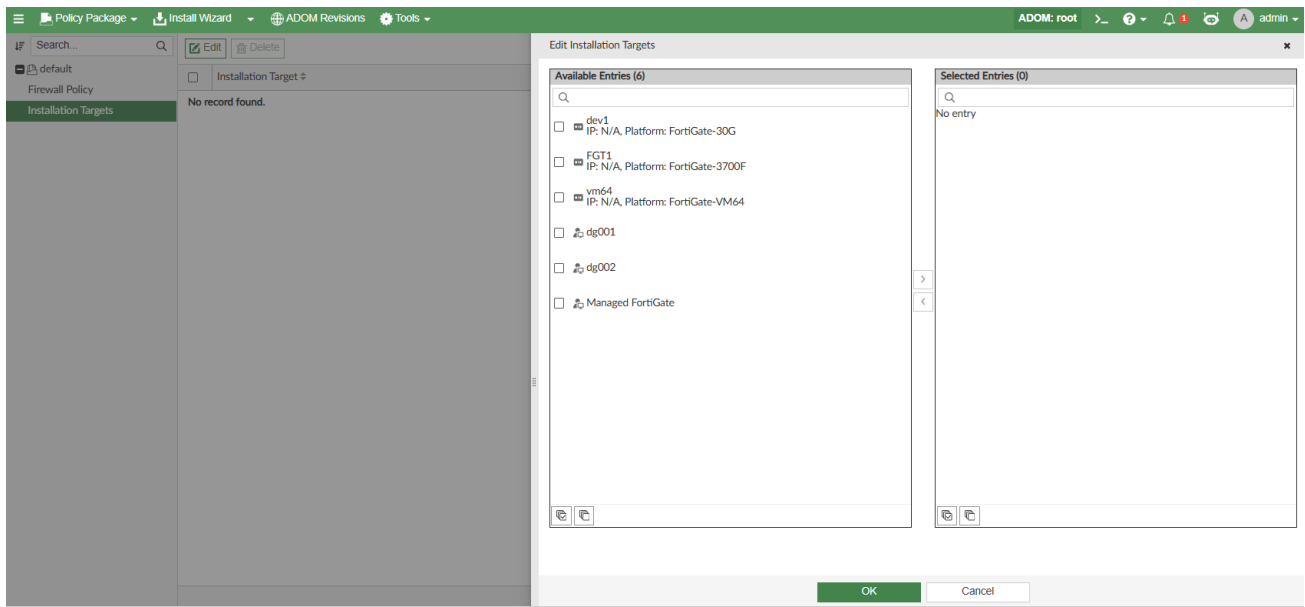 Policy Package Install Wizard ADOM Revisions Tools ADOM: root >_ 1 A admin
Search...
default
Firewall Policy
Installation Targets
Edit Delete
Installation Target
No record found.
Edit Installation Targets
Available Entries (6)
dev1
IP: N/A, Platform: FortiGate-30G
FGT1
IP: N/A, Platform: FortiGate-3700F
vm64
IP: N/A, Platform: FortiGate-VM64
dg001
dg002
Managed FortiGate
Selected Entries (0)
No entry
OK Cancel